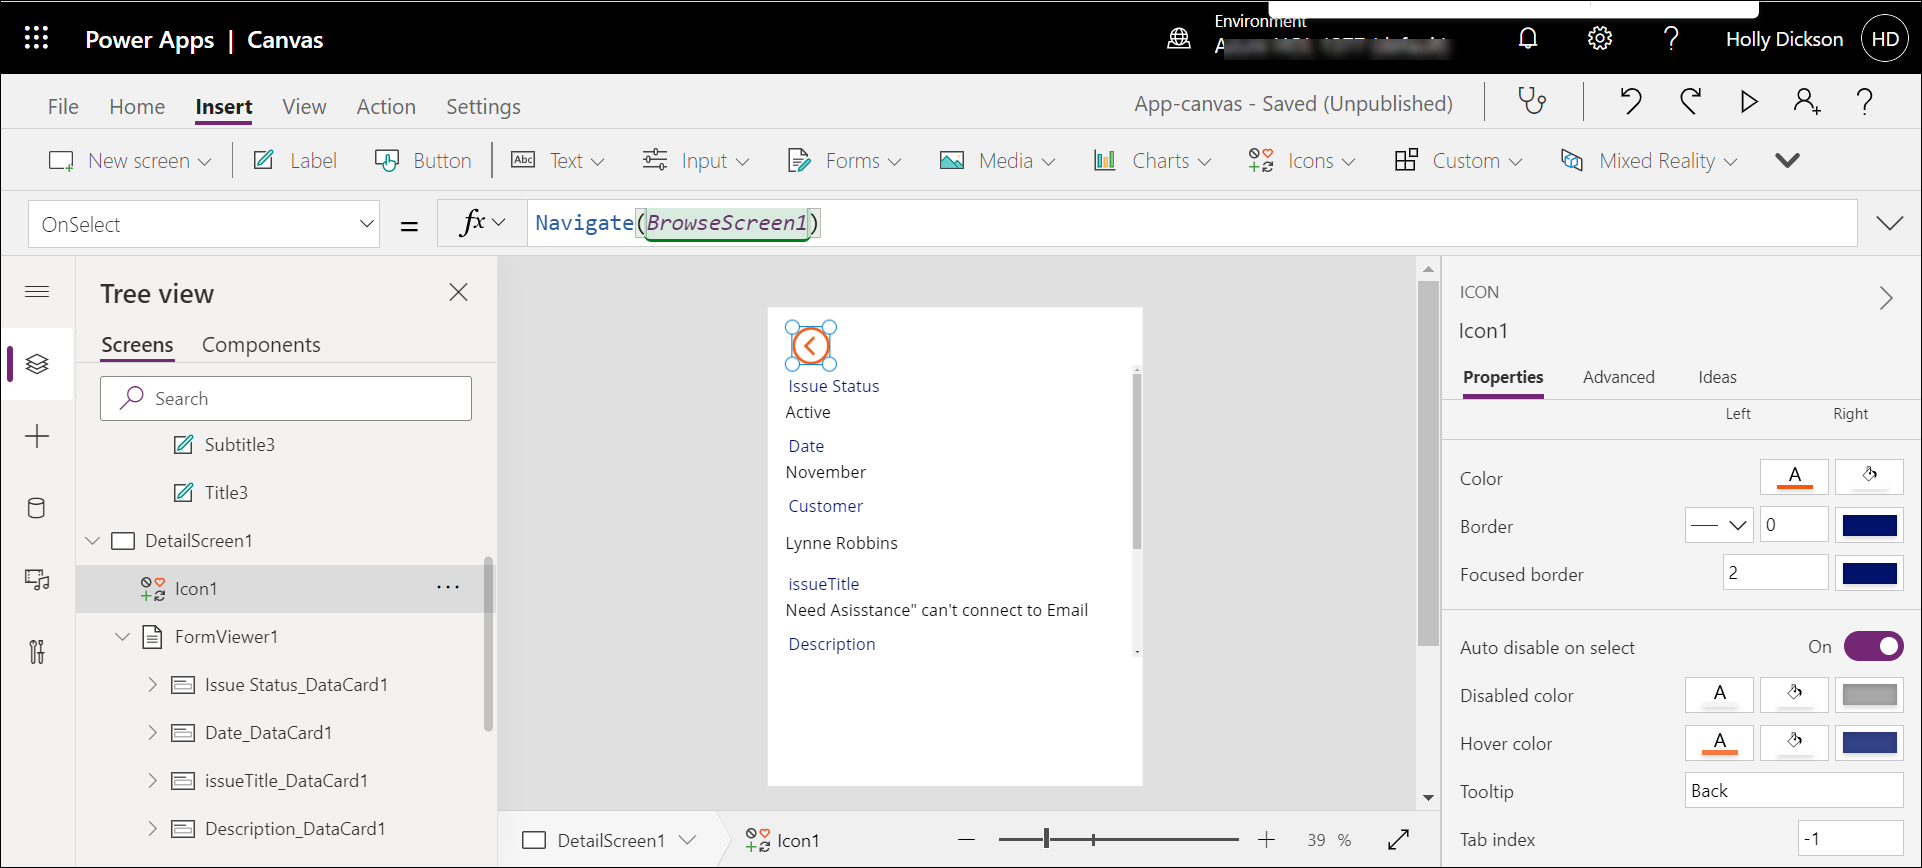 Power Apps | Canvas
Environment
Holly Dickson
HD
File Home Insert View Action Settings
App-canvas - Saved (Unpublished)
?
New screen Label Button Abc Text Input Forms Media Charts Icons Custom Mixed Reality
OnSelect = fx Navigate(BrowseScreen1)
Tree view
Screens Components
Search
Subtitle3
Title3
DetailScreen1
Icon1 ...
FormViewer1
Issue Status_DataCard1
Date_DataCard1
issueTitle_DataCard1
Description_DataCard1
Issue Status
Active
Date
November
Customer
Lynne Robbins
issueTitle
Need Asisstance" can't connect to Email
Description
DetailScreen1 Icon1 39 %
ICON
Icon1
Properties Advanced Ideas
Left Right
Color A
Border 0
Focused border 2
Auto disable on select On
Disabled color A
Hover color A
Tooltip Back
Tab index -1